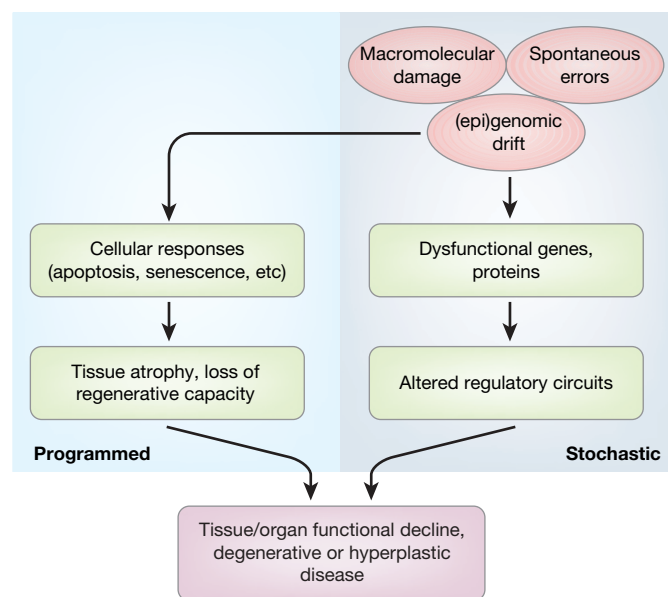 Macromolecular
damage
Spontaneous
errors
(epi)genomic
drift
Cellular responses
(apoptosis, senescence, etc)
Dysfunctional genes,
proteins
Tissue atrophy, loss of
regenerative capacity
Altered regulatory circuits
Programmed
Stochastic
Tissue/organ functional decline,
degenerative or hyperplastic
disease